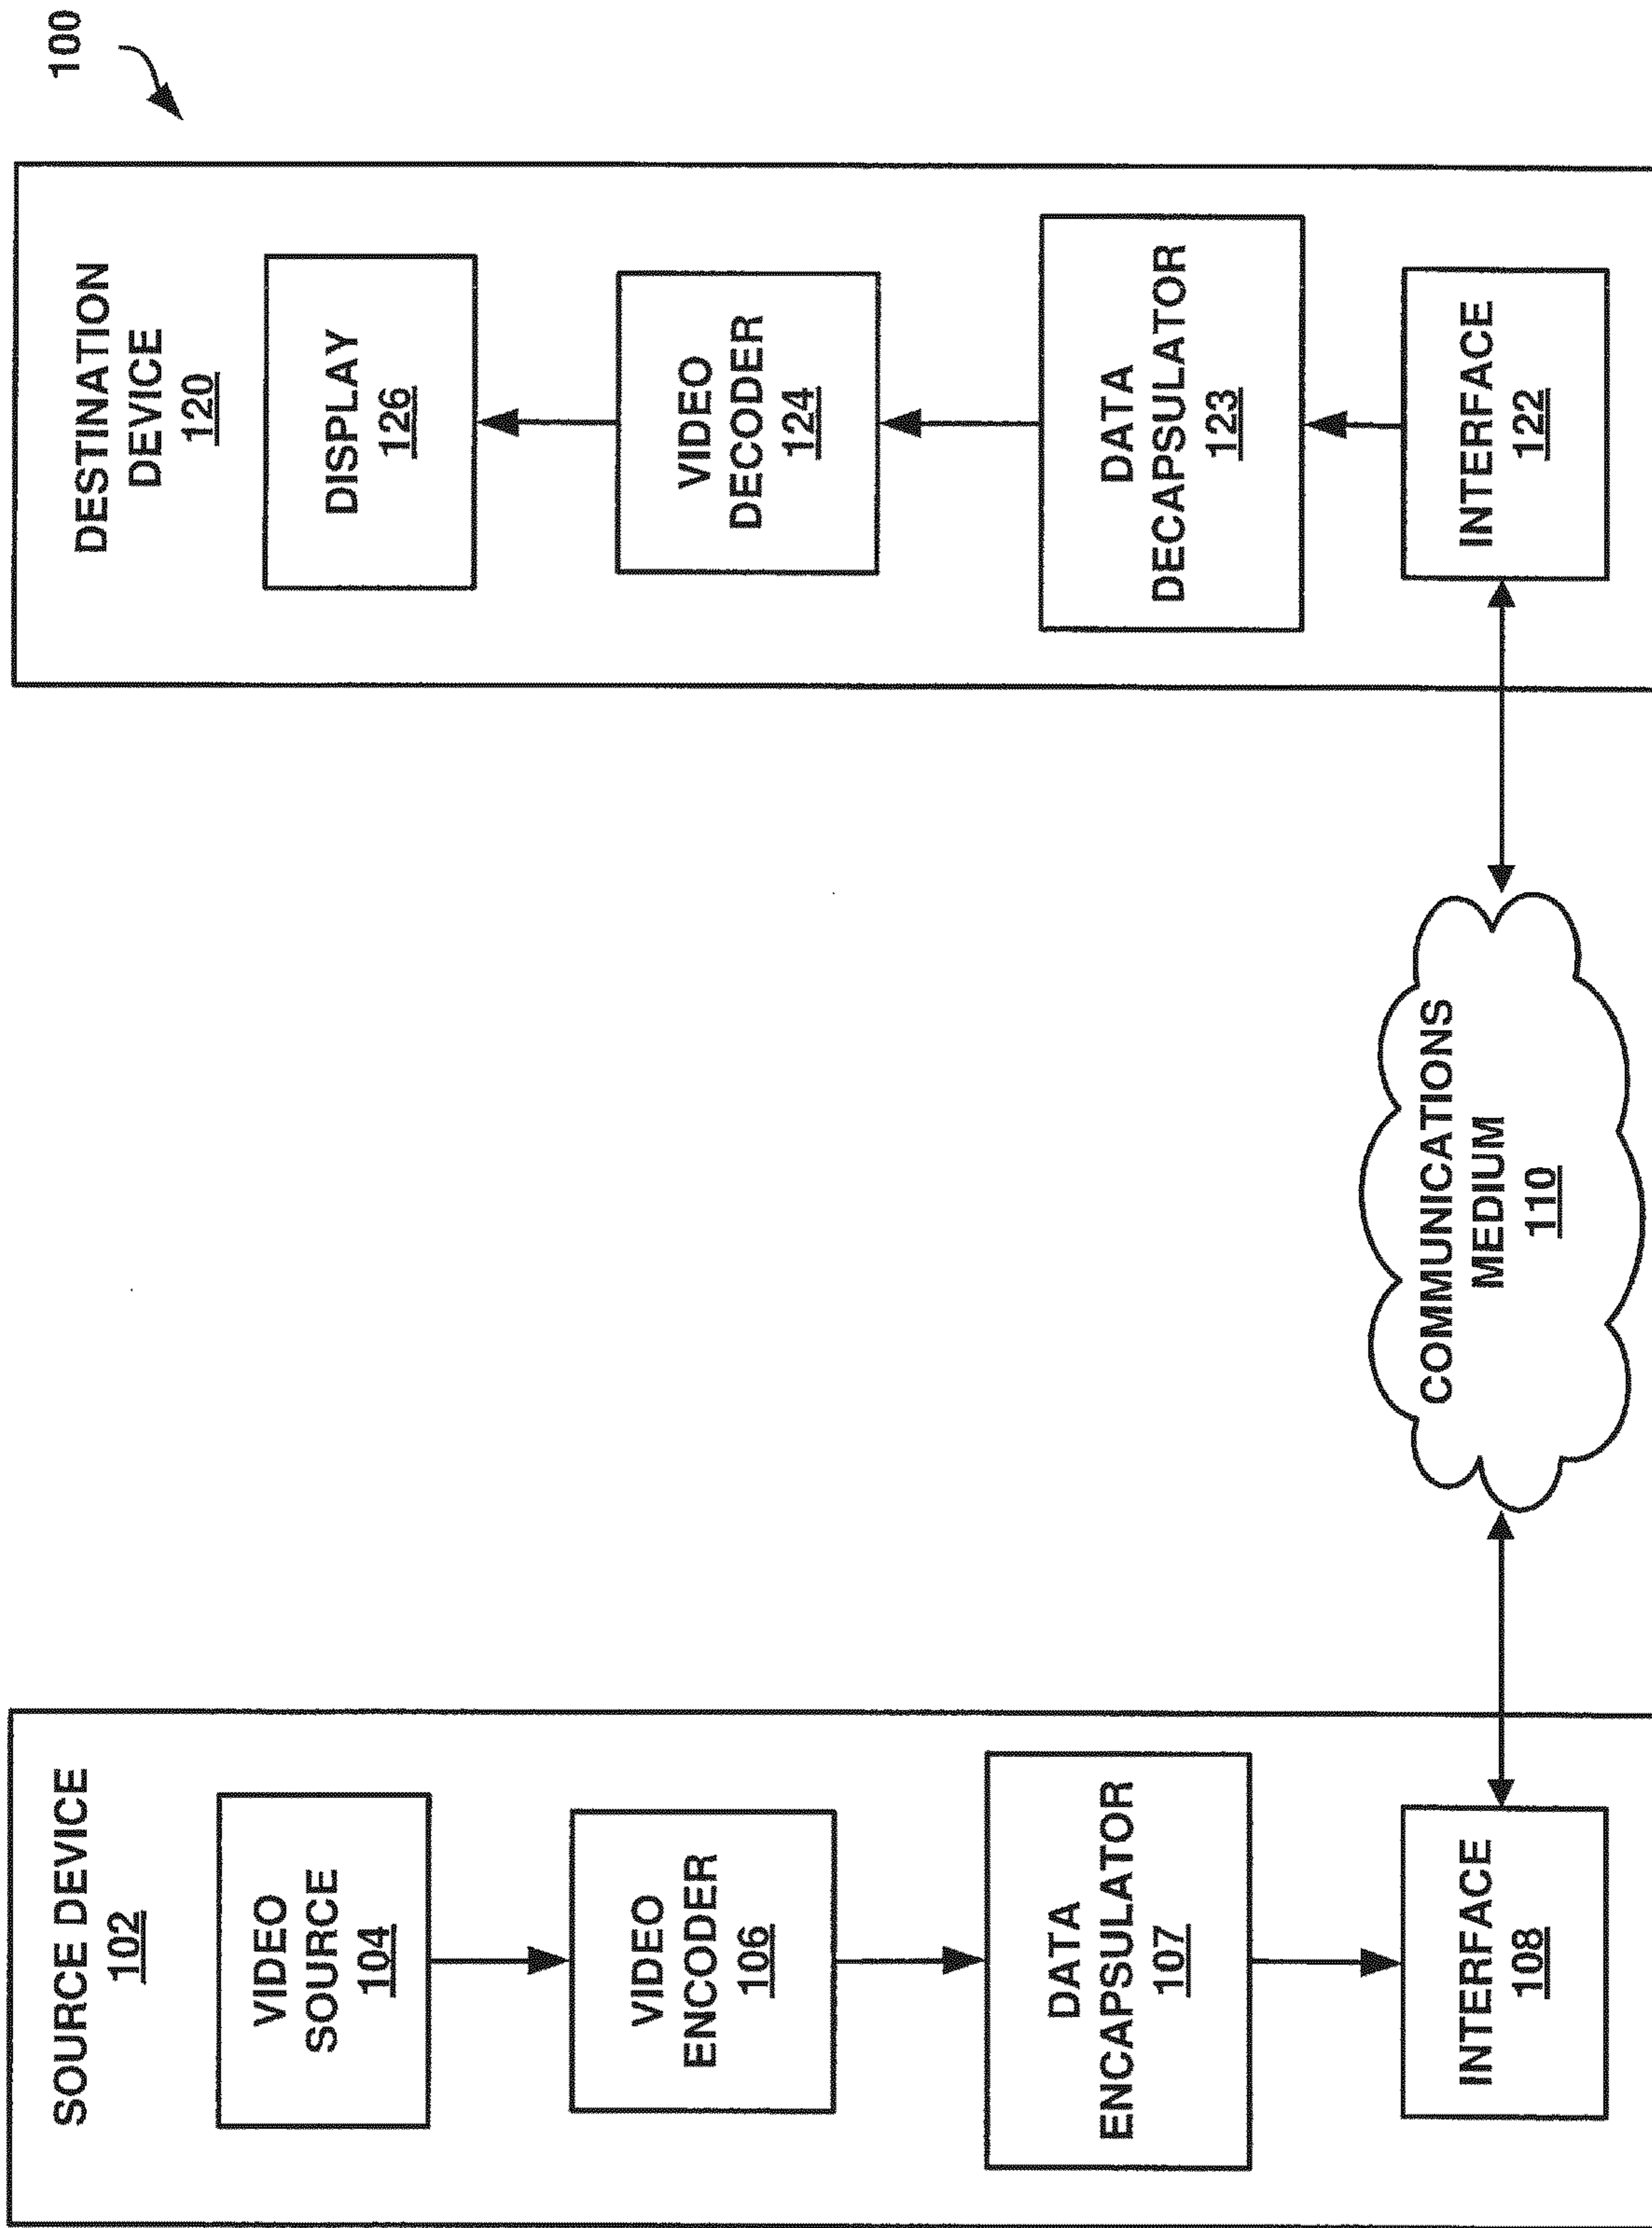 100
SOURCE DEVICE
102
VIDEO
SOURCE
104
VIDEO
ENCODER
106
DATA
ENCAPSULATOR
107
INTERFACE
108
COMMUNICATIONS
MEDIUM
110
DESTINATION
DEVICE
120
DISPLAY
126
VIDEO
DECODER
124
DATA
DECAPSULATOR
123
INTERFACE
122